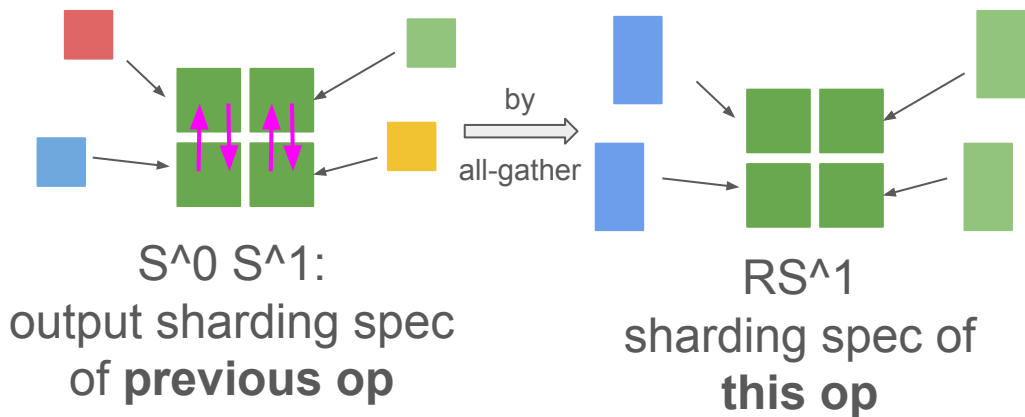 by
all-gather
S^0 S^1:
output sharding spec
of previous op
RS^1
sharding spec of
this op